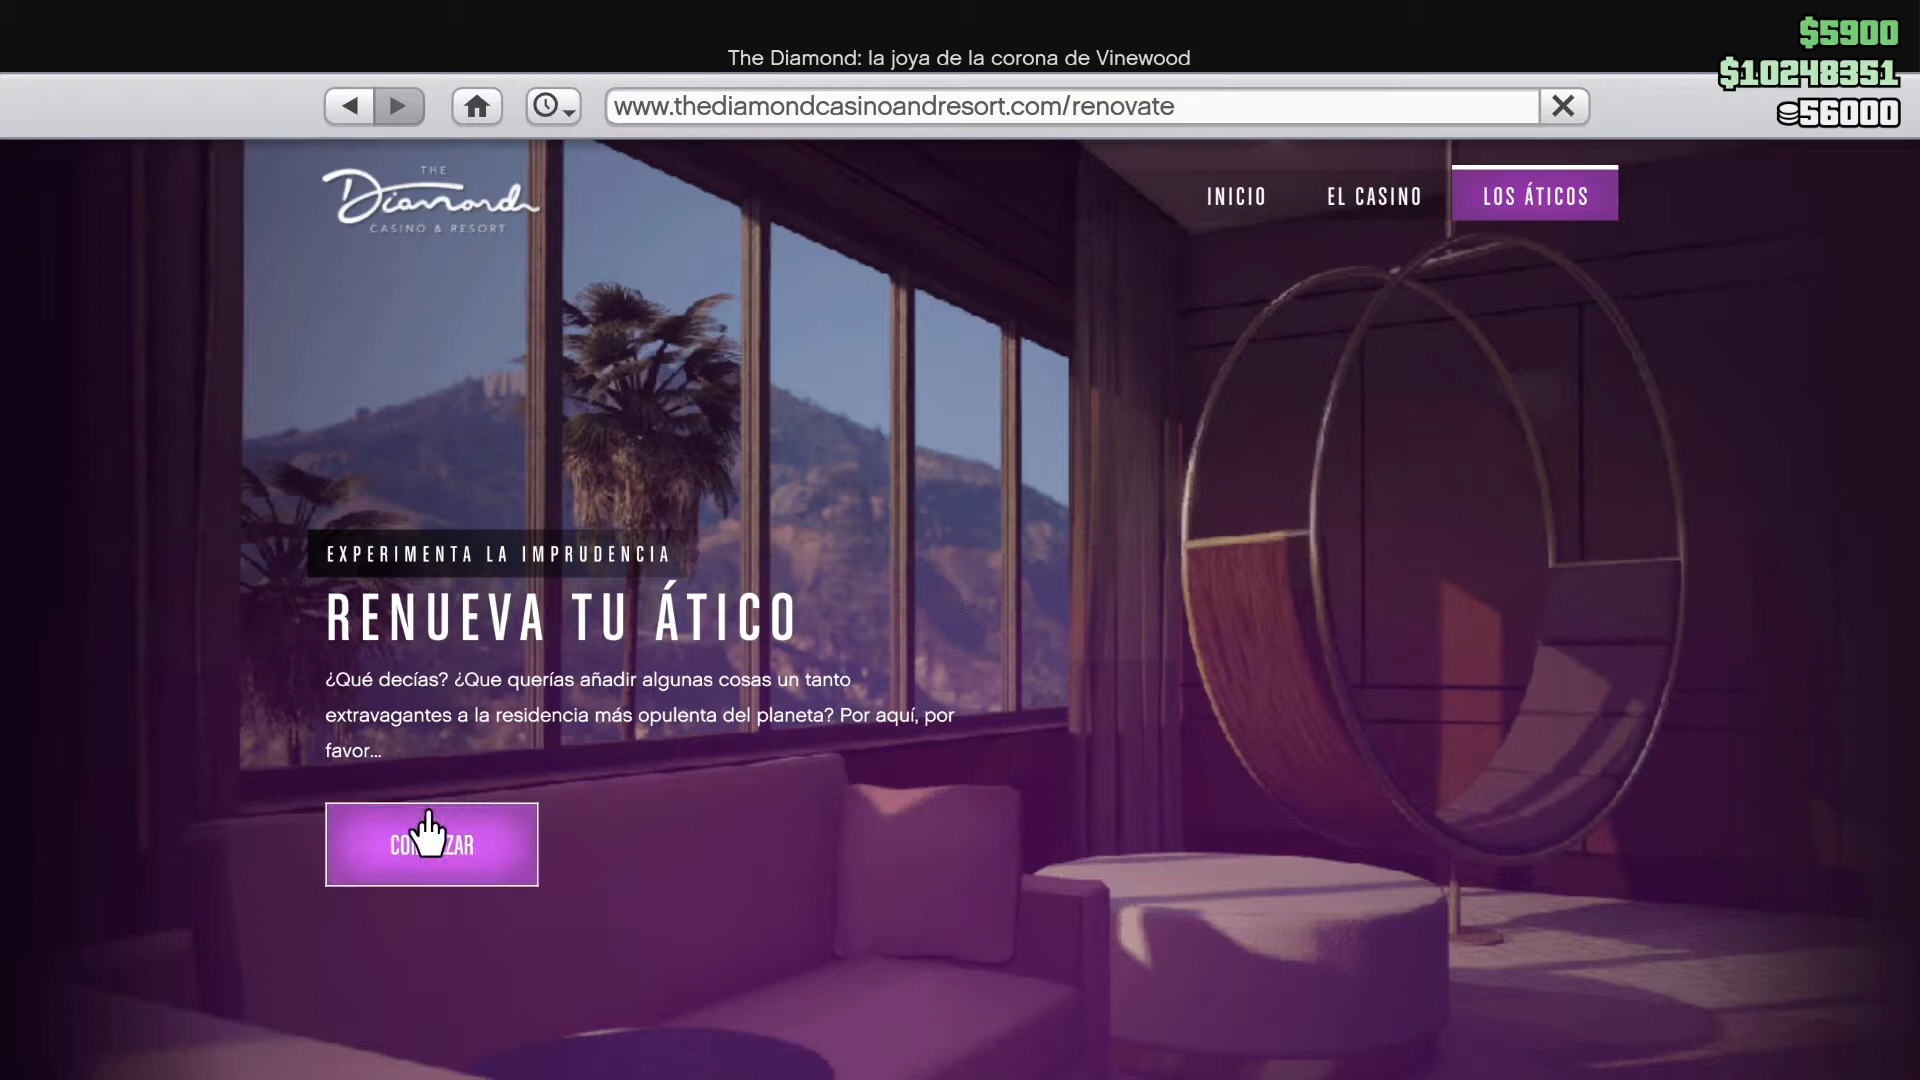 The Diamond: la joya de la corona de Vinewood
$5900
$10248351
56000
www.thediamondcasinoandresort.com/renovate
THE
Diamond
CASINO & RESORT
INICIO
EL CASINO
LOS ÁTICOS
EXPERIMENTA LA IMPRUDENCIA
RENUEVA TU ÁTICO
¿Qué decías? ¿Que querías añadir algunas cosas un tanto
extravagantes a la residencia más opulenta del planeta? Por aquí, por
favor...